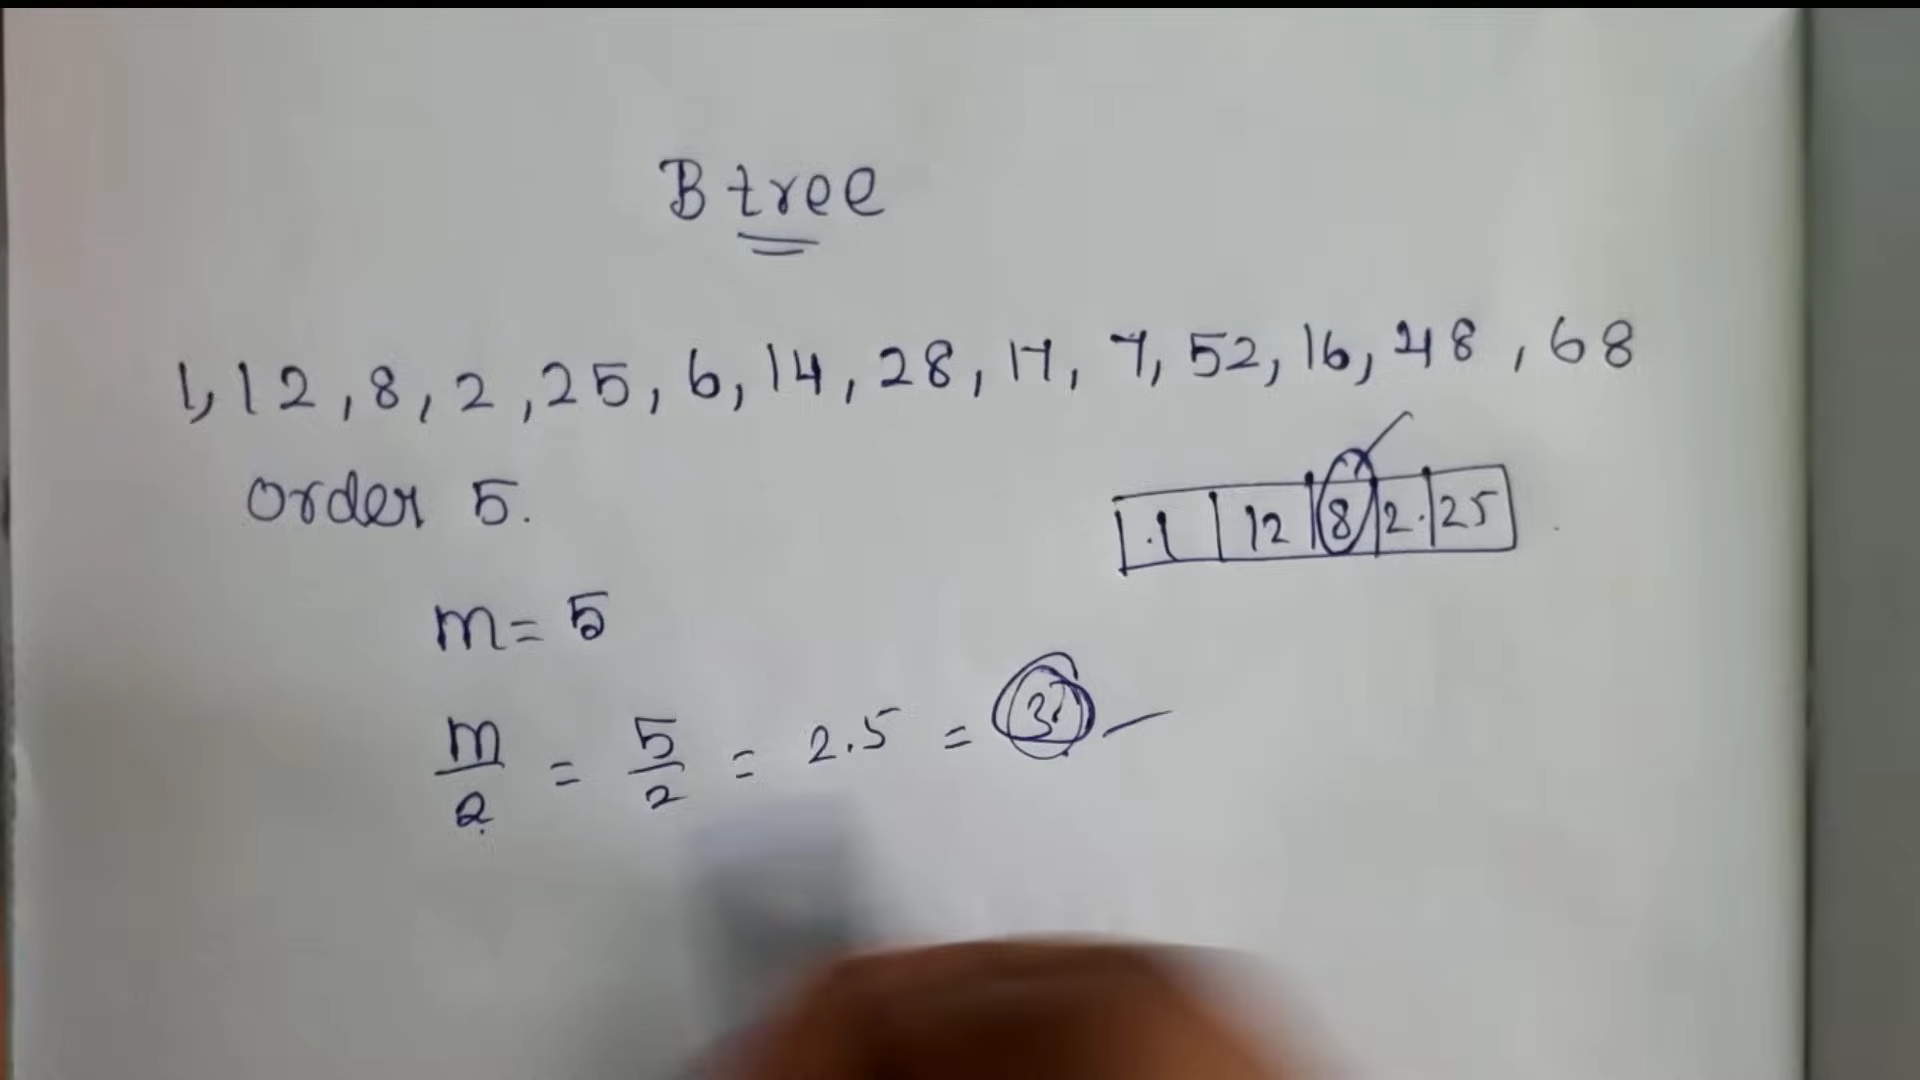 B tree
1, 12, 8, 2, 25, 6, 14, 28, 17, 7, 52, 16, 48, 68
order 5.
1 | 12 | 8 | 2 | 25
m = 5
m/2 = 5/2 = 2.5 = 3